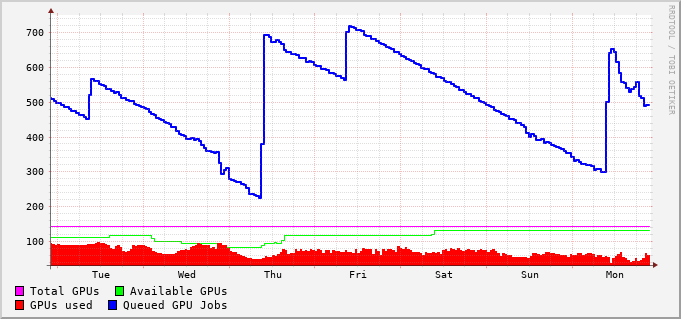 700
600
500
400
300
200
100
Tue Wed Thu Fri Sat Sun Mon
Total GPUs Available GPUs
GPUs used Queued GPU Jobs
RRDTOOL / TOBI OETIKER